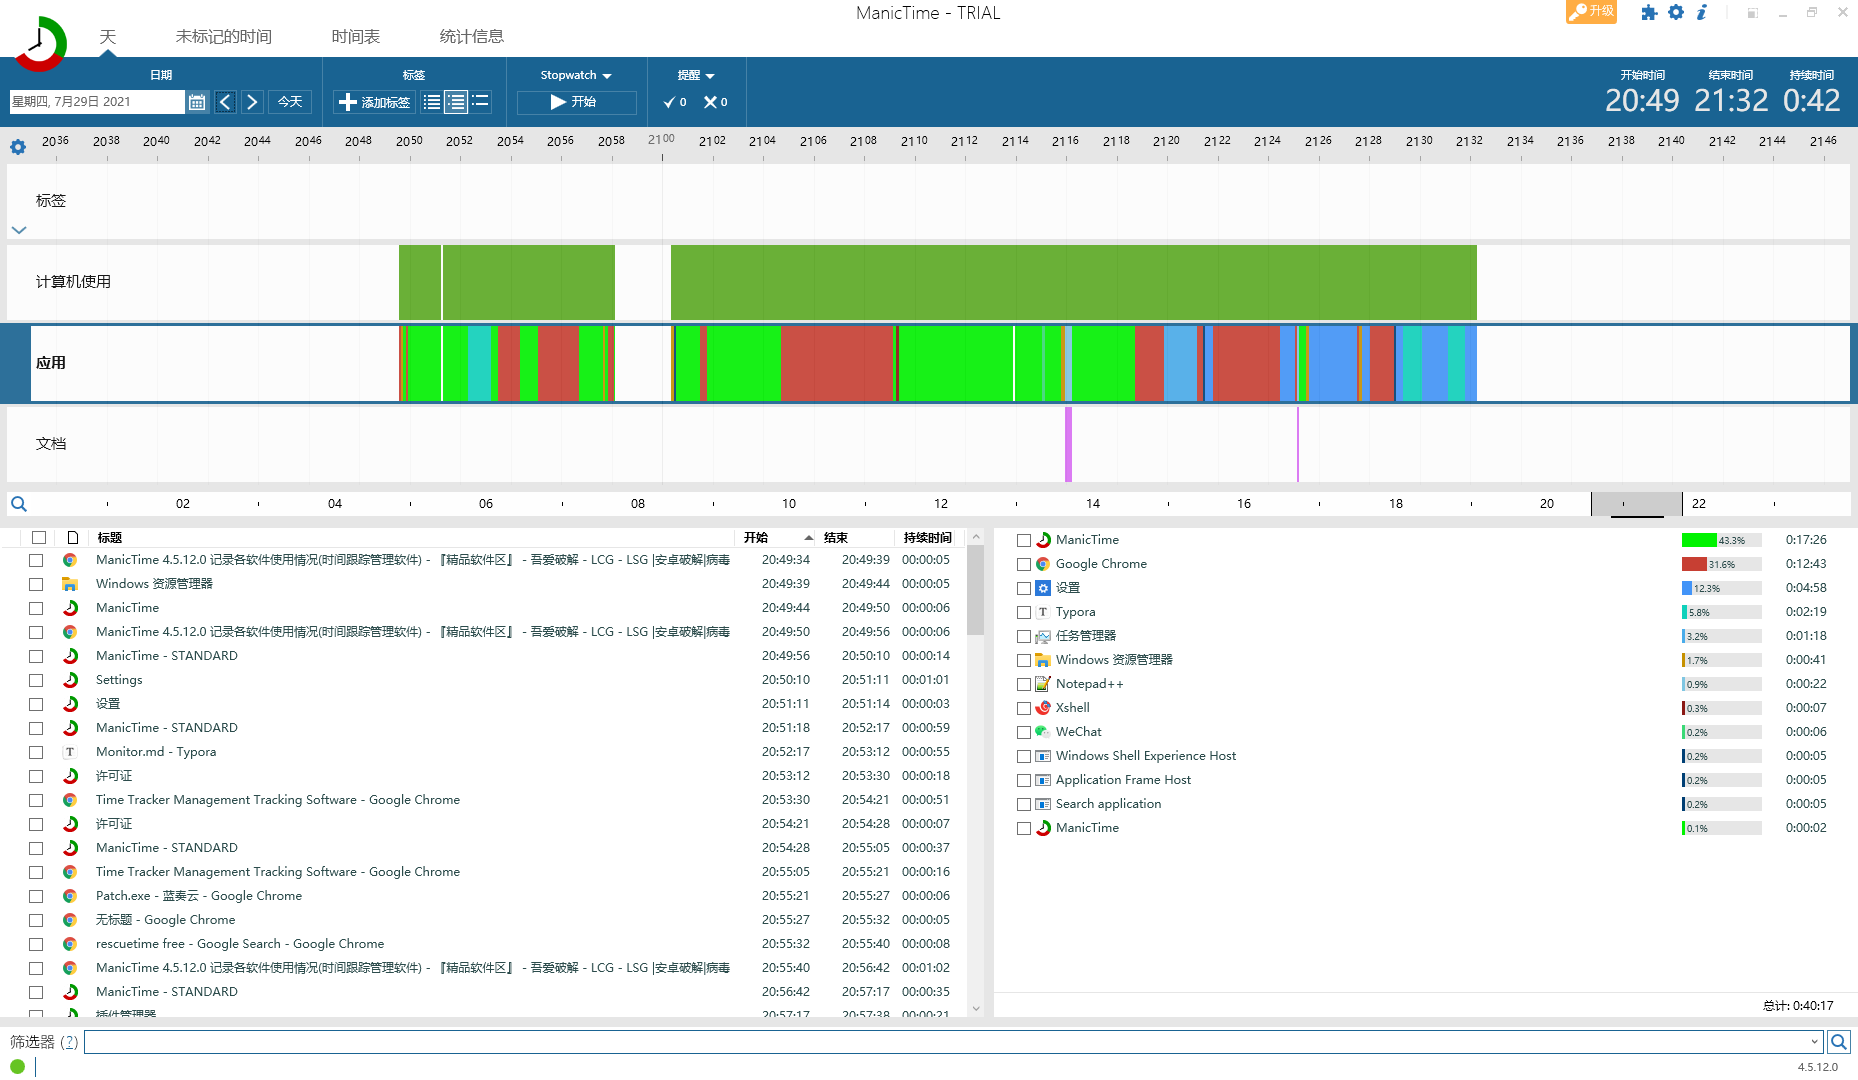 ManicTime - TRIAL
升级
天 未标记的时间 时间表 统计信息
日期 标签 Stopwatch 提醒 开始时间 结束时间 持续时间
星期四, 7月29日 2021 今天 添加标签 开始 0 0 20:49 21:32 0:42
2036 2038 2040 2042 2044 2046 2048 2050 2052 2054 2056 2058 2100 2102 2104 2106 2108 2110 2112 2114 2116 2118 2120 2122 2124 2126 2128 2130 2132 2134 2136 2138 2140 2142 2144 2146
标签
计算机使用
应用
文档
02 04 06 08 10 12 14 16 18 20 22
标题 开始 结束 持续时间
ManicTime 4.5.12.0 记录各软件使用情况(时间跟踪管理软件) - 『精品软件区』 - 吾爱破解 - LCG - LSG |安卓破解|病毒 20:49:34 20:49:39 00:00:05
Windows 资源管理器 20:49:39 20:49:44 00:00:05
ManicTime 20:49:44 20:49:50 00:00:06
ManicTime 4.5.12.0 记录各软件使用情况(时间跟踪管理软件) - 『精品软件区』 - 吾爱破解 - LCG - LSG |安卓破解|病毒 20:49:50 20:49:56 00:00:06
ManicTime - STANDARD 20:49:56 20:50:10 00:00:14
Settings 20:50:10 20:51:11 00:01:01
设置 20:51:11 20:51:14 00:00:03
ManicTime - STANDARD 20:51:18 20:52:17 00:00:59
Monitor.md - Typora 20:52:17 20:53:12 00:00:55
许可证 20:53:12 20:53:30 00:00:18
Time Tracker Management Tracking Software - Google Chrome 20:53:30 20:54:21 00:00:51
许可证 20:54:21 20:54:28 00:00:07
ManicTime - STANDARD 20:54:28 20:55:05 00:00:37
Time Tracker Management Tracking Software - Google Chrome 20:55:05 20:55:21 00:00:16
Patch.exe - 蓝奏云 - Google Chrome 20:55:21 20:55:27 00:00:06
无标题 - Google Chrome 20:55:27 20:55:32 00:00:05
rescuetime free - Google Search - Google Chrome 20:55:32 20:55:40 00:00:08
ManicTime 4.5.12.0 记录各软件使用情况(时间跟踪管理软件) - 『精品软件区』 - 吾爱破解 - LCG - LSG |安卓破解|病毒 20:55:40 20:56:42 00:01:02
ManicTime - STANDARD 20:56:42 20:57:17 00:00:35
插件管理器 20:57:17 20:57:38 00:00:21
ManicTime 43.3% 0:17:26
Google Chrome 31.6% 0:12:43
设置 12.3% 0:04:58
T Typora 5.8% 0:02:19
任务管理器 3.2% 0:01:18
Windows 资源管理器 1.7% 0:00:41
Notepad++ 0.9% 0:00:22
Xshell 0.3% 0:00:07
WeChat 0.2% 0:00:06
Windows Shell Experience Host 0.2% 0:00:05
Application Frame Host 0.2% 0:00:05
Search application 0.2% 0:00:05
ManicTime 0.1% 0:00:02
总计: 0:40:17
筛选器 (?)
4.5.12.0